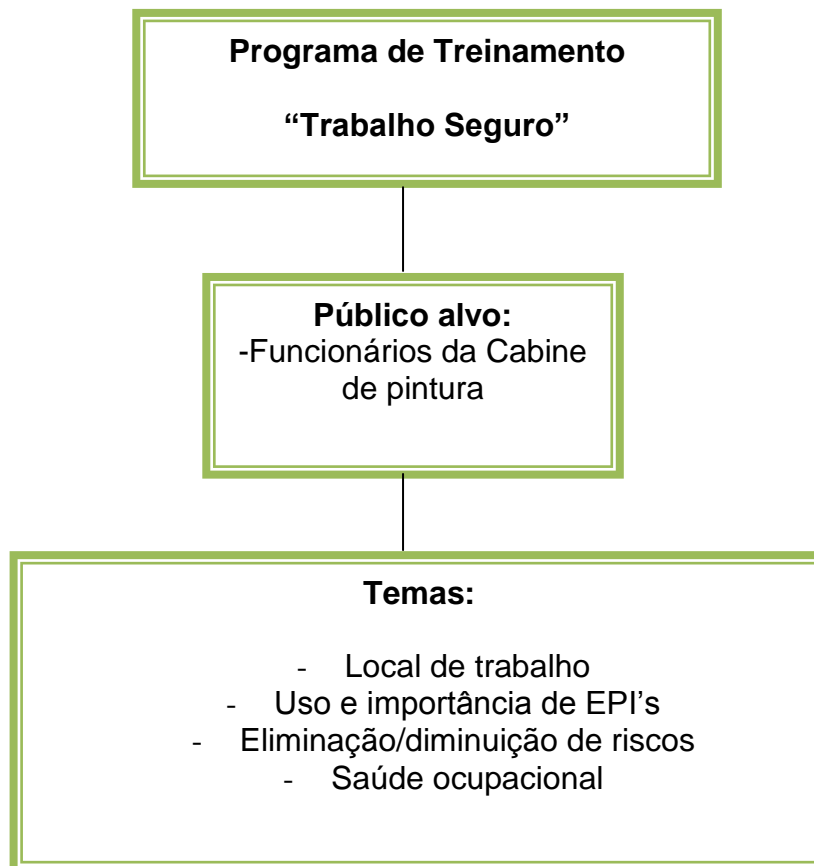 Programa de Treinamento
“Trabalho Seguro”
Público alvo:
-Funcionários da Cabine
de pintura
Temas:
- Local de trabalho
- Uso e importância de EPI’s
- Eliminação/diminuição de riscos
- Saúde ocupacional